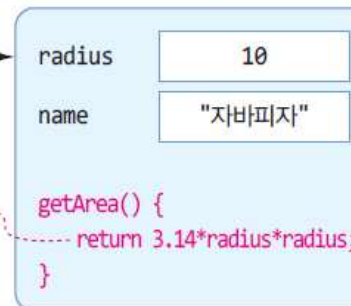 radius 10
name "자바피자"
getArea() {
return 3.14*radius*radius;
}